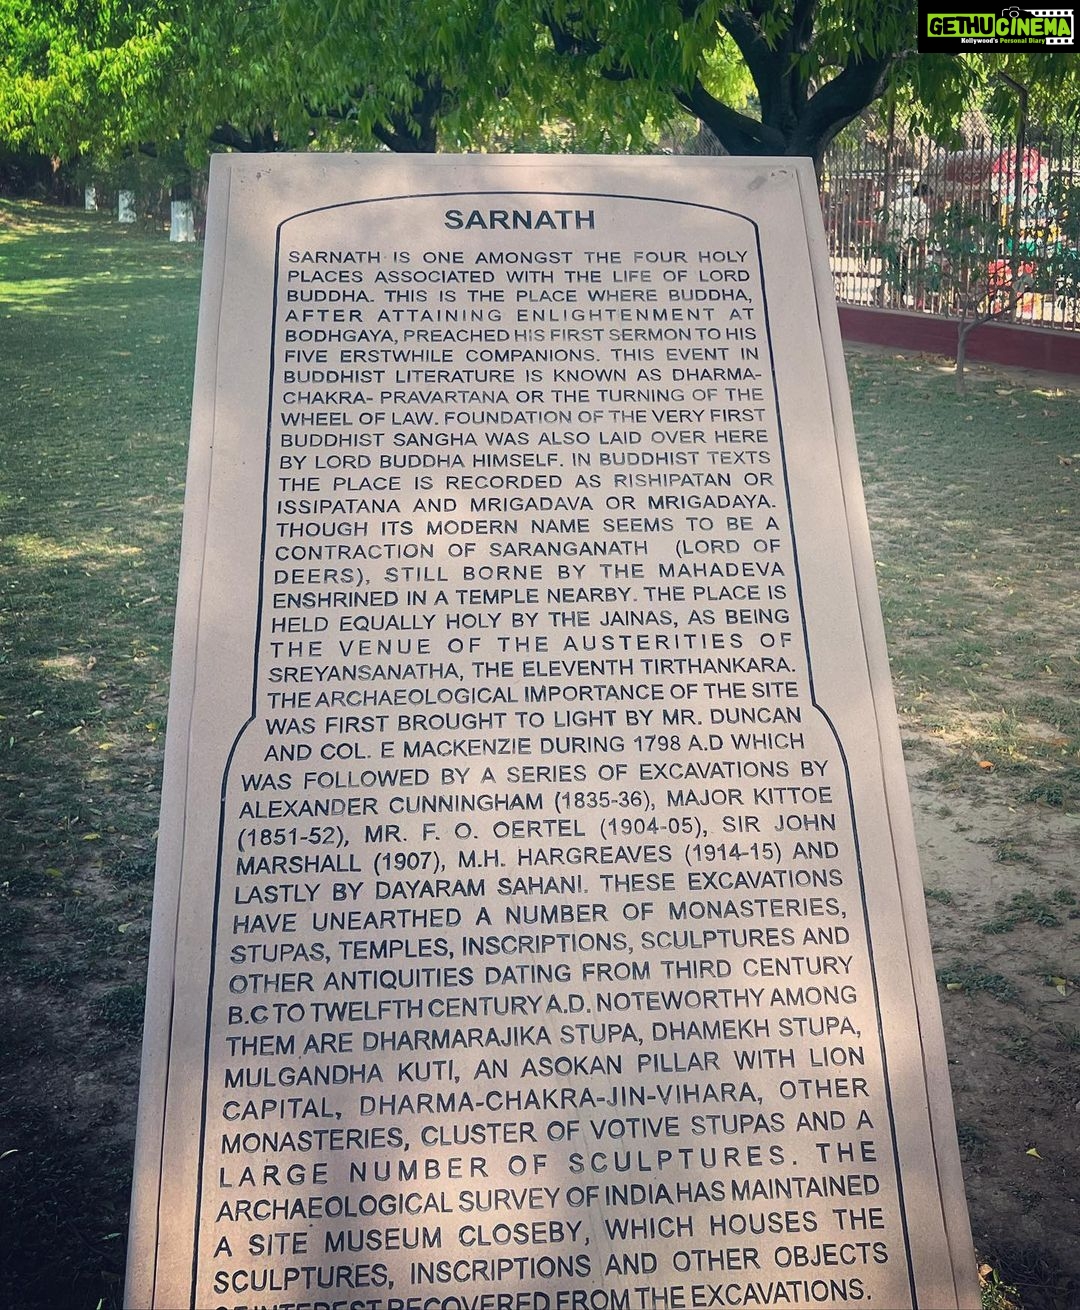 GETHUCINEMA
Kollywood's Personal Diary
SARNATH
SARNATH IS ONE AMONGST THE FOUR HOLY
PLACES ASSOCIATED WITH THE LIFE OF LORD
BUDDHA. THIS IS THE PLACE WHERE BUDDHA,
AFTER ATTAINING ENLIGHTENMENT AT
BODHGAYA, PREACHED HIS FIRST SERMON TO HIS
FIVE ERSTWHILE COMPANIONS. THIS EVENT IN
BUDDHIST LITERATURE IS KNOWN AS DHARMA-
CHAKRA- PRAVARTANA OR THE TURNING OF THE
WHEEL OF LAW. FOUNDATION OF THE VERY FIRST
BUDDHIST SANGHA WAS ALSO LAID OVER HERE
BY LORD BUDDHA HIMSELF. IN BUDDHIST TEXTS
THE PLACE IS RECORDED AS RISHIPATAN OR
ISSIPATANA AND MRIGADAVA OR MRIGADAYA.
THOUGH ITS MODERN NAME SEEMS TO BE A
CONTRACTION OF SARANGANATH (LORD OF
DEERS), STILL BORNE BY THE MAHADEVA
ENSHRINED IN A TEMPLE NEARBY. THE PLACE IS
HELD EQUALLY HOLY BY THE JAINAS, AS BEING
THE VENUE OF THE AUSTERITIES OF
SREYANSANATHA, THE ELEVENTH TIRTHANKARA.
THE ARCHAEOLOGICAL IMPORTANCE OF THE SITE
WAS FIRST BROUGHT TO LIGHT BY MR. DUNCAN
AND COL. E MACKENZIE DURING 1798 A.D WHICH
WAS FOLLOWED BY A SERIES OF EXCAVATIONS BY
ALEXANDER CUNNINGHAM (1835-36), MAJOR KITTOE
(1851-52), MR. F. O. OERTEL (1904-05), SIR JOHN
MARSHALL (1907), M.H. HARGREAVES (1914-15) AND
LASTLY BY DAYARAM SAHANI. THESE EXCAVATIONS
HAVE UNEARTHED A NUMBER OF MONASTERIES,
STUPAS, TEMPLES, INSCRIPTIONS, SCULPTURES AND
OTHER ANTIQUITIES DATING FROM THIRD CENTURY
B.C TO TWELFTH CENTURY A.D. NOTEWORTHY AMONG
THEM ARE DHARMARAJIKA STUPA, DHAMEKH STUPA,
MULGANDHA KUTI, AN ASOKAN PILLAR WITH LION
CAPITAL, DHARMA-CHAKRA-JIN-VIHARA, OTHER
MONASTERIES, CLUSTER OF VOTIVE STUPAS AND A
LARGE NUMBER OF SCULPTURES. THE
ARCHAEOLOGICAL SURVEY OF INDIA HAS MAINTAINED
A SITE MUSEUM CLOSEBY, WHICH HOUSES THE
SCULPTURES, INSCRIPTIONS AND OTHER OBJECTS
OF INTEREST RECOVERED FROM THE EXCAVATIONS.